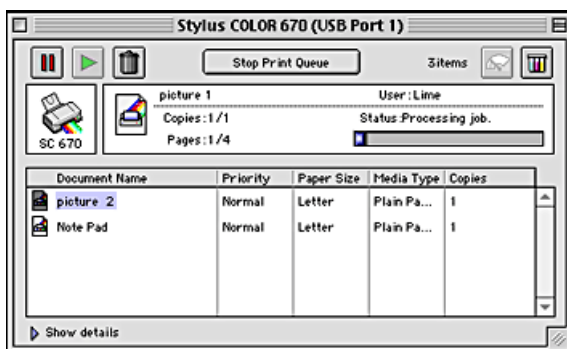 Stylus COLOR 670 (USB Port 1)
Stop Print Queue
3items
SC 670
picture 1
User:Lime
Copies:1/1
Status:Processing job.
Pages:1/4
Document Name Priority Paper Size Media Type Copies
picture 2 Normal Letter Plain Pa... 1
Note Pad Normal Letter Plain Pa... 1
Show details